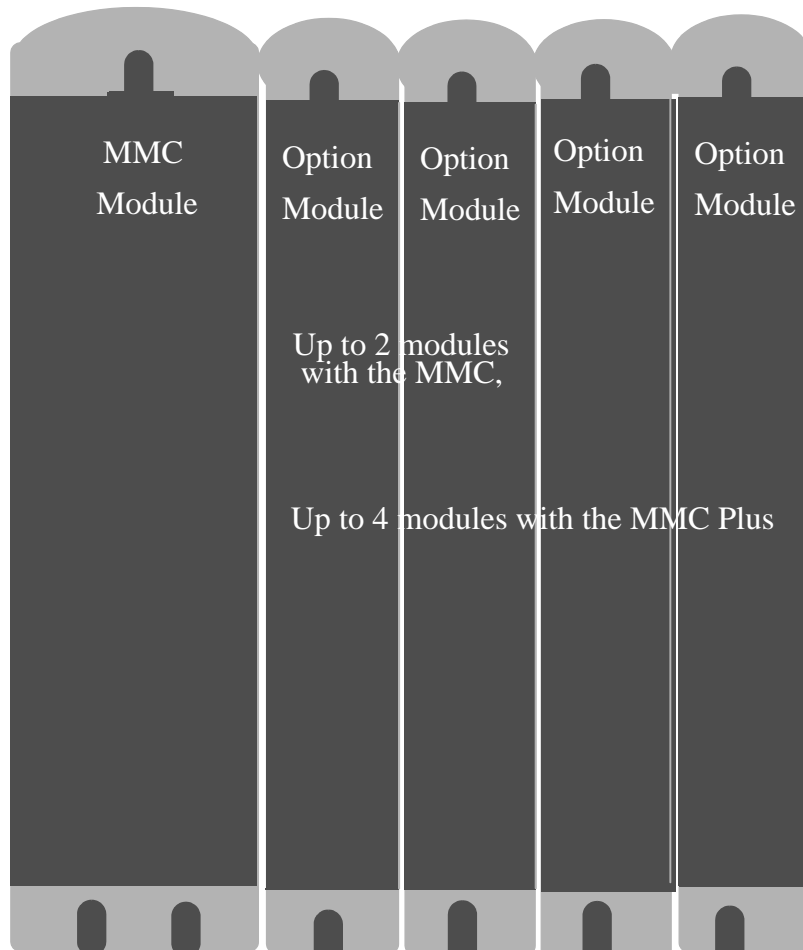 MMC
Module
Option
Module
Option
Module
Option
Module
Option
Module
Up to 2 modules
with the MMC,
Up to 4 modules with the MMC Plus